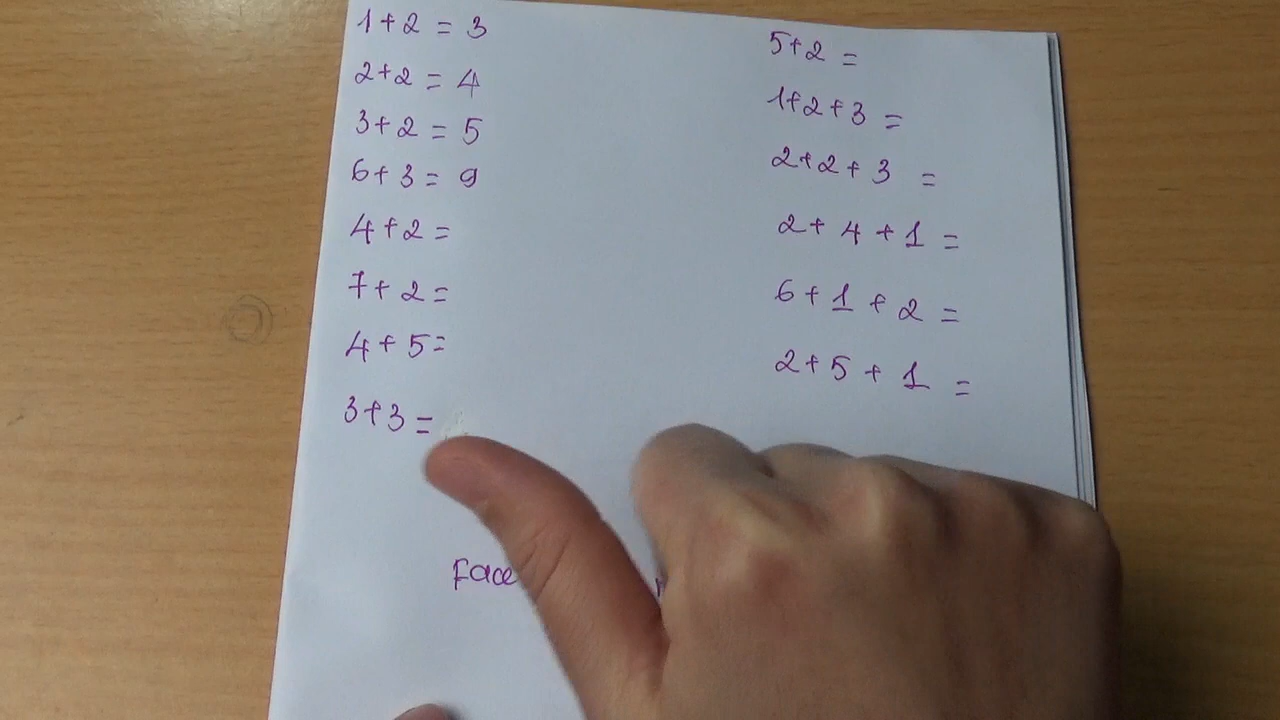 1+2 = 3
2+2 = 4
3+2 = 5
6+3 = 9
4+2 =
7+2 =
4+5 =
3+3 =
5+2 =
1+2+3 =
2+2+3 =
2+4+1 =
6+1+2 =
2+5+1 =
Face